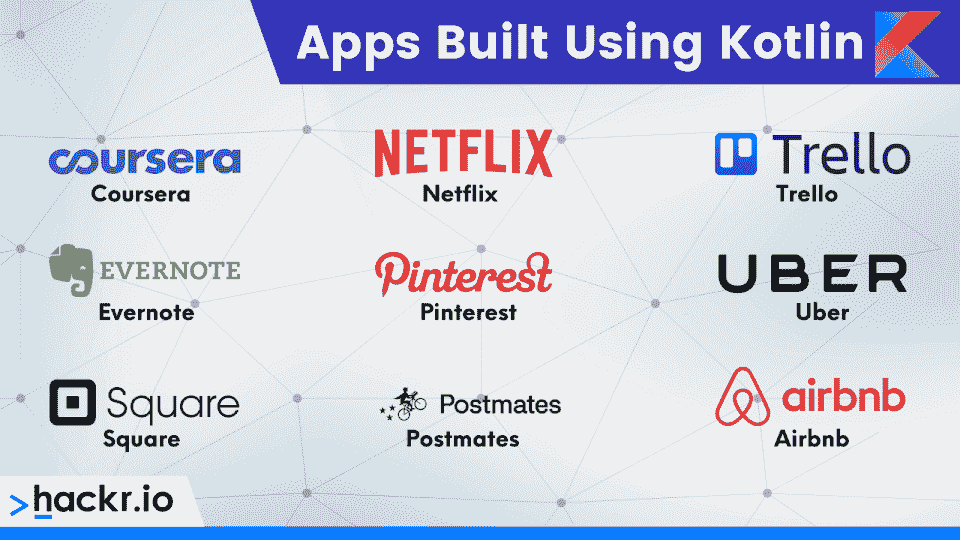 Apps Built Using Kotlin
coursera
Coursera
NETFLIX
Netflix
Trello
Trello
EVERNOTE
Evernote
Pinterest
Pinterest
UBER
Uber
Square
Square
Postmates
Postmates
airbnb
Airbnb
>hackr.io